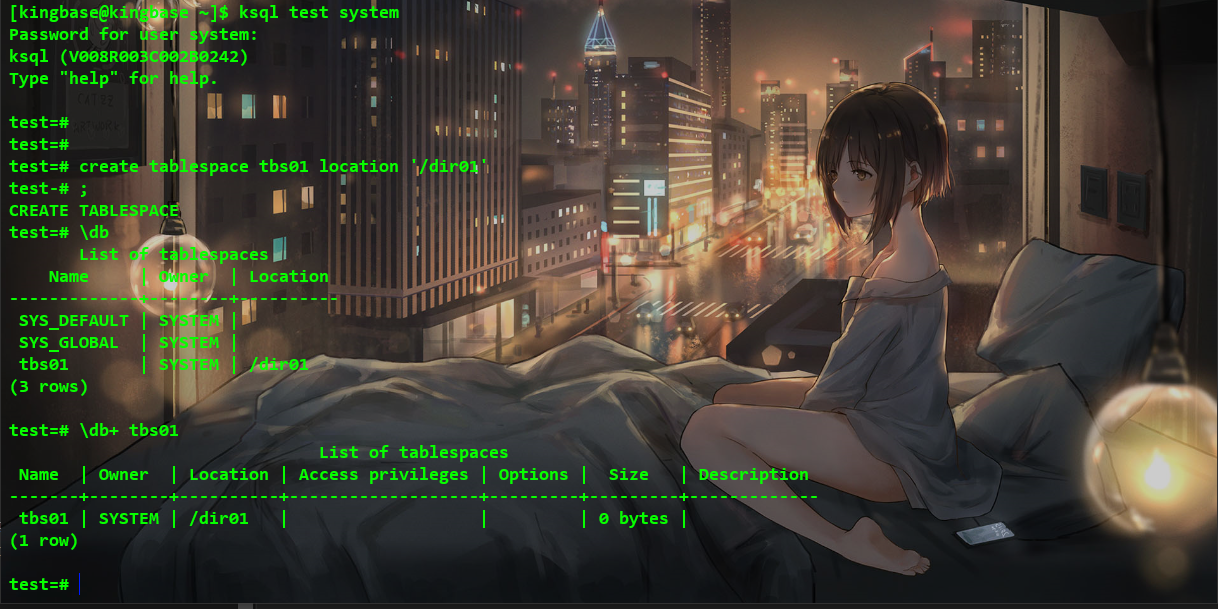 [kingbase@kingbase ~]$ ksql test system
Password for user system:
ksql (V008R003C002B0242)
Type "help" for help.
test=#
test=#
test=# create tablespace tbs01 location '/dir01'
test-# ;
CREATE TABLESPACE
test=# \db
List of tablespaces
Name | Owner | Location
-------------+--------+----------
SYS_DEFAULT | SYSTEM |
SYS_GLOBAL | SYSTEM |
tbs01 | SYSTEM | /dir01
(3 rows)
test=# \db+ tbs01
List of tablespaces
Name | Owner | Location | Access privileges | Options | Size | Description
-------+--------+----------+-------------------+---------+---------+-------------
tbs01 | SYSTEM | /dir01 | | | 0 bytes |
(1 row)
test=#